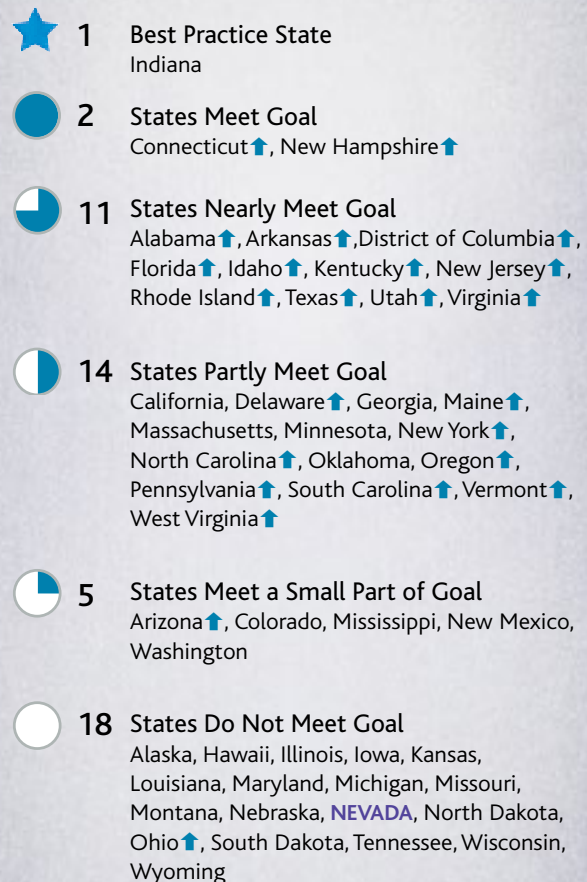 1 Best Practice State
Indiana
2 States Meet Goal
Connecticut⬆, New Hampshire⬆
11 States Nearly Meet Goal
Alabama⬆, Arkansas⬆,District of Columbia⬆,
Florida⬆, Idaho⬆, Kentucky⬆, New Jersey⬆,
Rhode Island⬆, Texas⬆, Utah⬆, Virginia⬆
14 States Partly Meet Goal
California, Delaware⬆, Georgia, Maine⬆,
Massachusetts, Minnesota, New York⬆,
North Carolina⬆, Oklahoma, Oregon⬆,
Pennsylvania⬆, South Carolina⬆, Vermont⬆,
West Virginia⬆
5 States Meet a Small Part of Goal
Arizona⬆, Colorado, Mississippi, New Mexico,
Washington
18 States Do Not Meet Goal
Alaska, Hawaii, Illinois, Iowa, Kansas,
Louisiana, Maryland, Michigan, Missouri,
Montana, Nebraska, NEVADA, North Dakota,
Ohio⬆, South Dakota, Tennessee, Wisconsin,
Wyoming